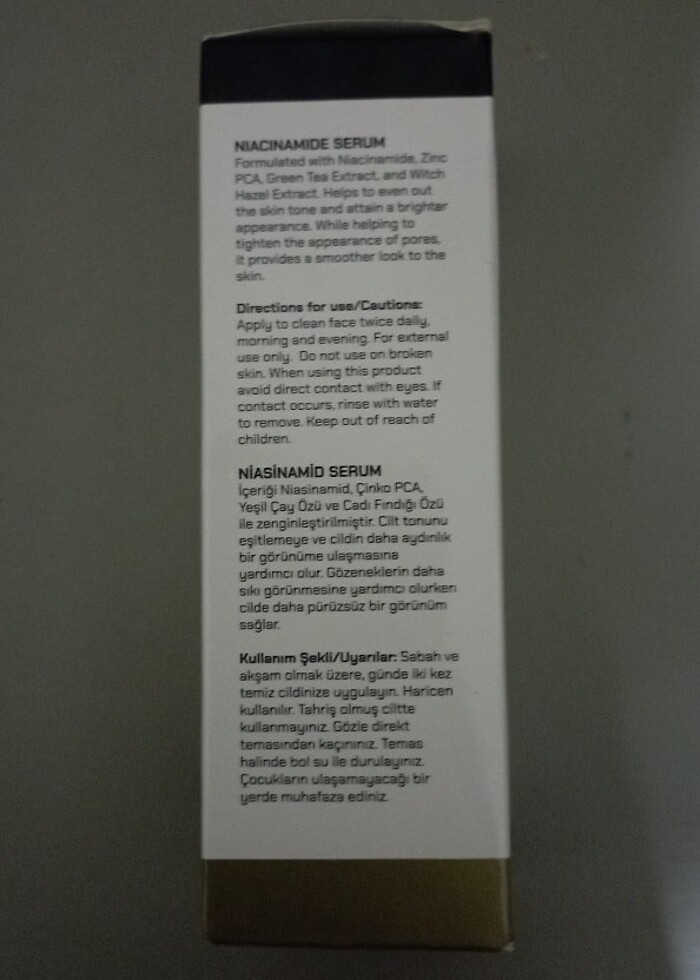 NIACINAMIDE SERUM
Formulated with Niacinamide, Zinc
PCA, Green Tea Extract, and Witch
Hazel Extract. Helps to even out
the skin tone and attain a brighter
appearance. While helping to
tighten the appearance of pores,
it provides a smoother look to the
skin.
Directions for use/Cautions:
Apply to clean face twice daily,
morning and evening. For external
use only. Do not use on broken
skin. When using this product
avoid direct contact with eyes. If
contact occurs, rinse with water
to remove. Keep out of reach of
children.
NİASİNAMİD SERUM
İçeriği Niasinamid, Çinko PCA,
Yeşil Çay Özü ve Cadı Fındığı Özü
ile zenginleştirilmiştir. Cilt tonunu
eşitlemeye ve cildin daha aydınlık
bir görünüme ulaşmasına
yardımcı olur. Gözeneklerin daha
sıkı görünmesine yardımcı olurken
cilde daha pürüzsüz bir görünüm
sağlar.
Kullanım Şekli/Uyarılar: Sabah ve
akşam olmak üzere, günde iki kez
temiz cildinize uygulayın. Haricen
kullanılır. Tahriş olmuş ciltte
kullanmayınız. Gözle direkt
temasından kaçınınız. Temas
halinde bol su ile durulayınız.
Çocukların ulaşamayacağı bir
yerde muhafaza ediniz.